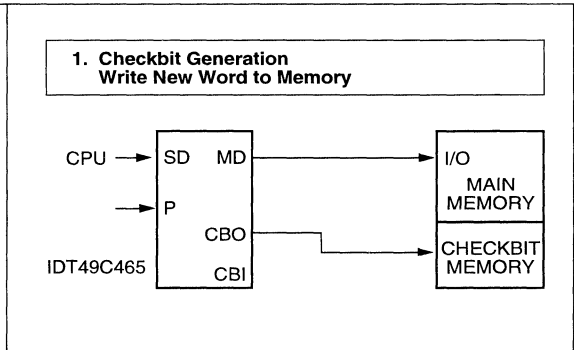 1. Checkbit Generation
Write New Word to Memory
CPU
SD
MD
I/O
MAIN
MEMORY
P
CBO
CHECKBIT
MEMORY
IDT49C465
CBI